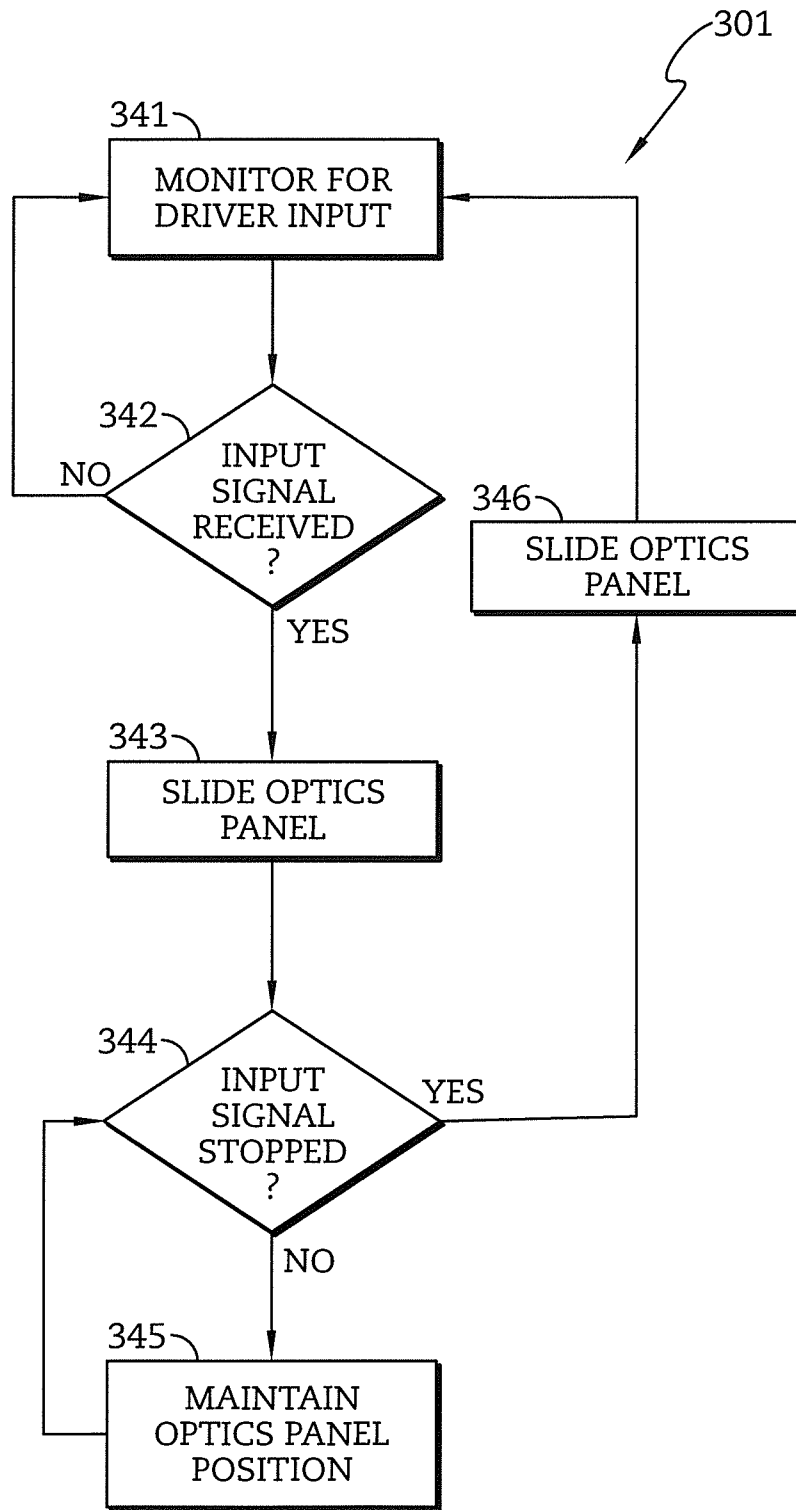 301
341
MONITOR FOR
DRIVER INPUT
342
INPUT
SIGNAL
RECEIVED
?
NO
YES
346
SLIDE OPTICS
PANEL
343
SLIDE OPTICS
PANEL
344
INPUT
SIGNAL
STOPPED
?
YES
NO
345
MAINTAIN
OPTICS PANEL
POSITION